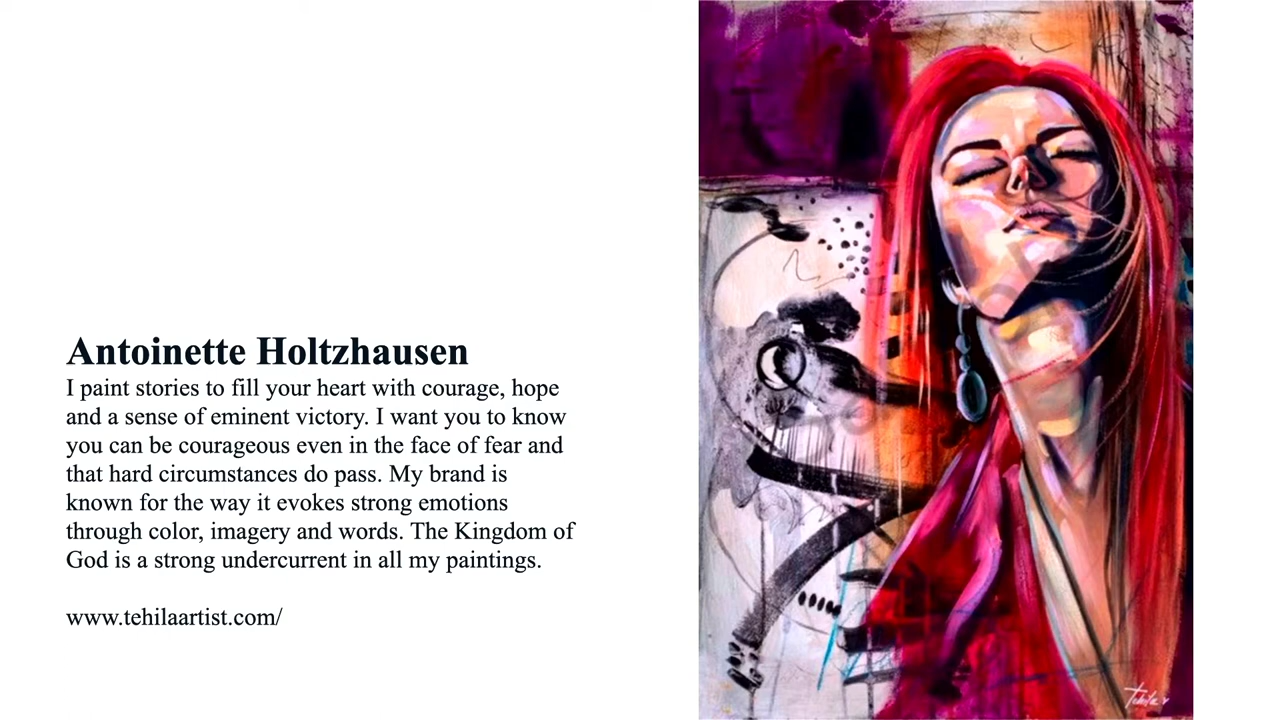 Antoinette Holtzhausen
I paint stories to fill your heart with courage, hope
and a sense of eminent victory. I want you to know
you can be courageous even in the face of fear and
that hard circumstances do pass. My brand is
known for the way it evokes strong emotions
through color, imagery and words. The Kingdom of
God is a strong undercurrent in all my paintings.
www.tehilaartist.com/
Tehila